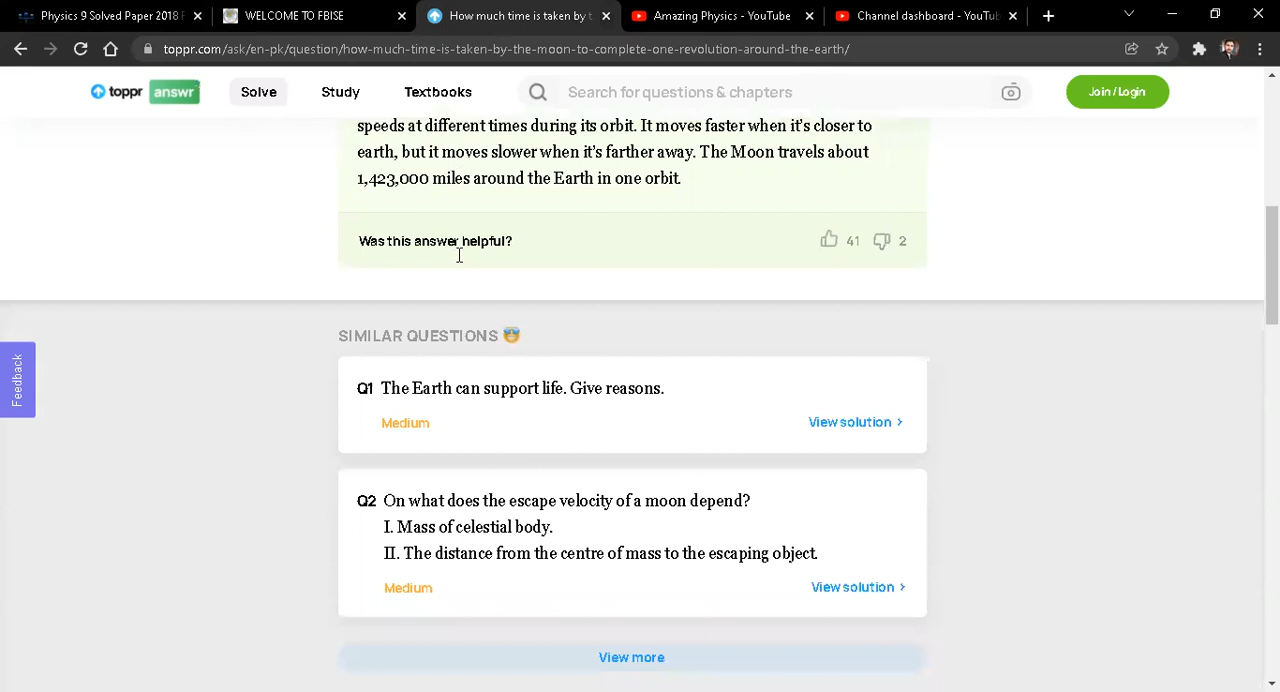 Physics 9 Solved Paper 2018 F
WELCOME TO FBISE
How much time is taken by t
Amazing Physics - YouTube
Channel dashboard - YouTub
toppr.com/ask/en-pk/question/how-much-time-is-taken-by-the-moon-to-complete-one-revolution-around-the-earth/
toppr answr
Solve
Study
Textbooks
Search for questions & chapters
Join / Login
speeds at different times during its orbit. It moves faster when it's closer to
earth, but it moves slower when it's farther away. The Moon travels about
1,423,000 miles around the Earth in one orbit.
Was this answer helpful?
41
2
SIMILAR QUESTIONS
Feedback
Q1 The Earth can support life. Give reasons.
Medium
View solution >
Q2 On what does the escape velocity of a moon depend?
I. Mass of celestial body.
II. The distance from the centre of mass to the escaping object.
Medium
View solution >
View more